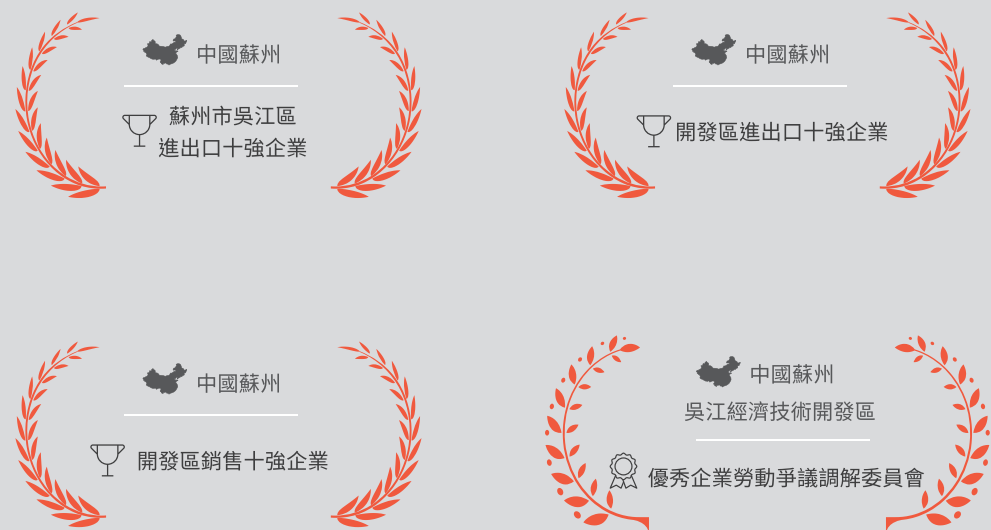 中國蘇州
蘇州市吳江區
進出口十強企業
中國蘇州
開發區進出口十強企業
中國蘇州
開發區銷售十強企業
中國蘇州
吳江經濟技術開發區
優秀企業勞動爭議調解委員會